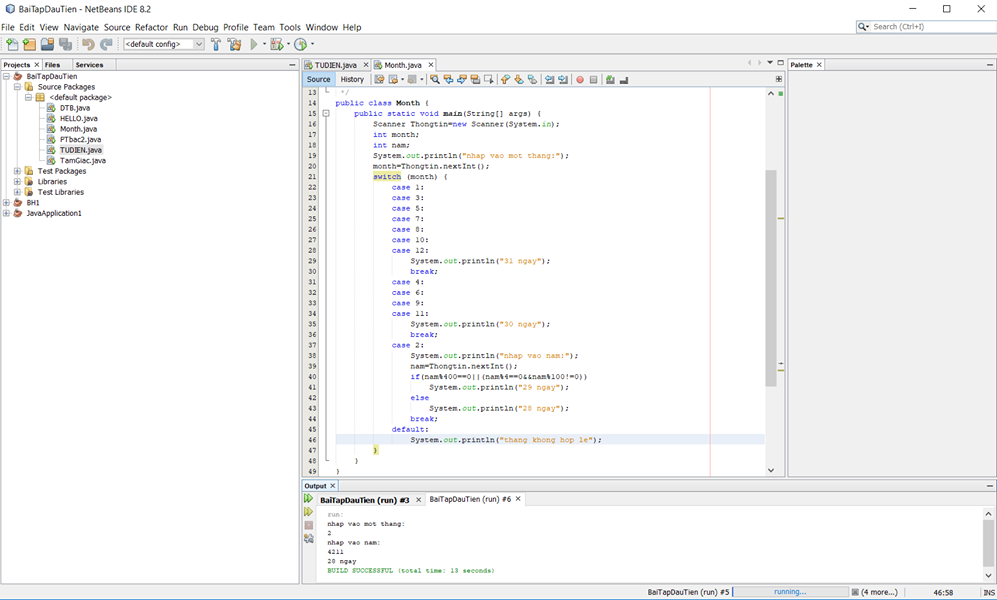 BaiTapDauTien - NetBeans IDE 8.2
File Edit View Navigate Source Refactor Run Debug Profile Team Tools Window Help
Search (Ctrl+I)
<default config>
Projects Files Services
BaiTapDauTien
Source Packages
<default package>
DTB.java
HELLO.java
Month.java
PTbac2.java
TUDIEN.java
TamGiac.java
Test Packages
Libraries
Test Libraries
BH1
JavaApplication1
TUDIEN.java Month.java
Source History
13 */
14 public class Month {
15 public static void main(String[] args) {
16 Scanner Thongtin=new Scanner(System.in);
17 int month;
18 int nam;
19 System.out.println("nhap vao mot thang:");
20 month=Thongtin.nextInt();
21 switch (month) {
22 case 1:
23 case 3:
24 case 5:
25 case 7:
26 case 8:
27 case 10:
28 case 12:
29 System.out.println("31 ngay");
30 break;
31 case 4:
32 case 6:
33 case 9:
34 case 11:
35 System.out.println("30 ngay");
36 break;
37 case 2:
38 System.out.println("nhap vao nam:");
39 nam=Thongtin.nextInt();
40 if(nam%400==0||(nam%4==0&&nam%100!=0))
41 System.out.println("29 ngay");
42 else
43 System.out.println("28 ngay");
44 break;
45 default:
46 System.out.println("thang khong hop le");
47 }
48 }
49 }
Palette
Output
BaiTapDauTien (run) #3 BaiTapDauTien (run) #6
run:
nhap vao mot thang:
2
nhap vao nam:
4211
28 ngay
BUILD SUCCESSFUL (total time: 13 seconds)
BaiTapDauTien (run) #5 running... (4 more...) 46:58 INS